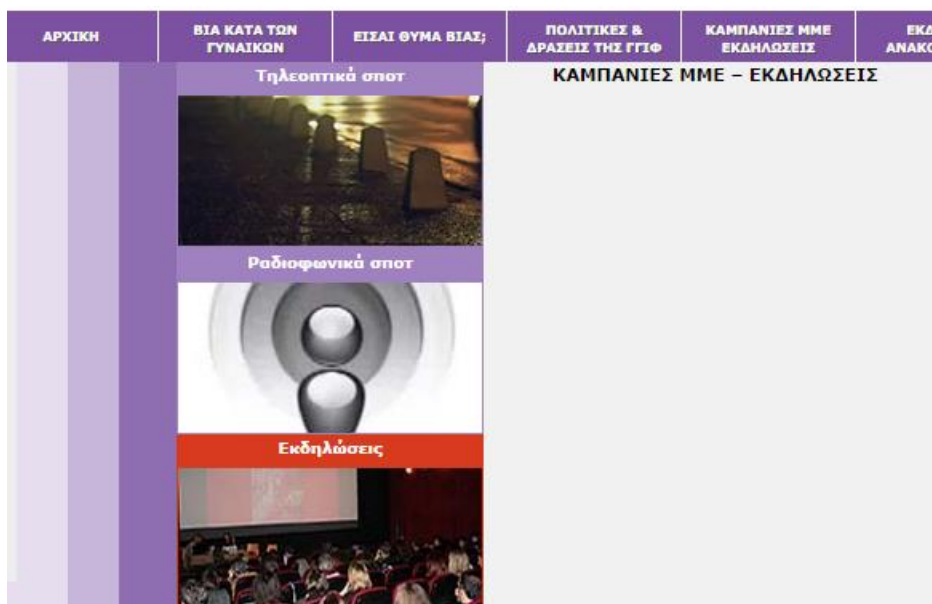 ΑΡΧΙΚΗ
ΒΙΑ ΚΑΤΑ ΤΩΝ
ΓΥΝΑΙΚΩΝ
ΕΙΣΑΙ ΘΥΜΑ ΒΙΑΣ;
ΠΟΛΙΤΙΚΕΣ &
ΔΡΑΣΕΙΣ ΤΗΣ ΓΓΙΦ
ΚΑΜΠΑΝΙΕΣ ΜΜΕ
ΕΚΔΗΛΩΣΕΙΣ
Τηλεοπτικά σποτ
ΚΑΜΠΑΝΙΕΣ ΜΜΕ – ΕΚΔΗΛΩΣΕΙΣ
Ραδιοφωνικά σποτ
Εκδηλώσεις